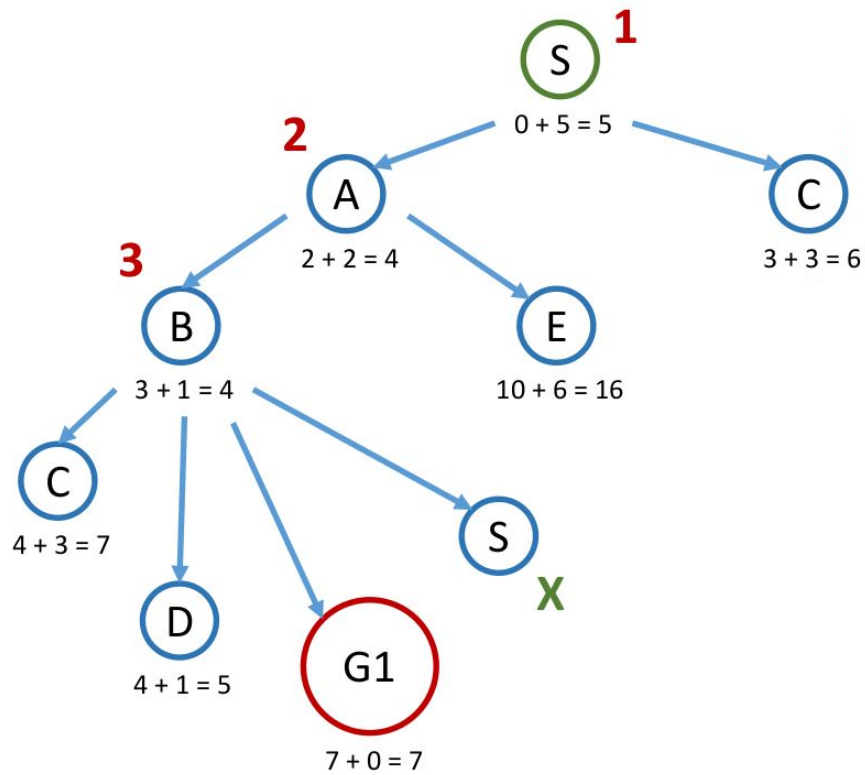 1
S
0 + 5 = 5
2
A
2 + 2 = 4
C
3 + 3 = 6
3
B
3 + 1 = 4
E
10 + 6 = 16
C
4 + 3 = 7
S
X
D
4 + 1 = 5
G1
7 + 0 = 7